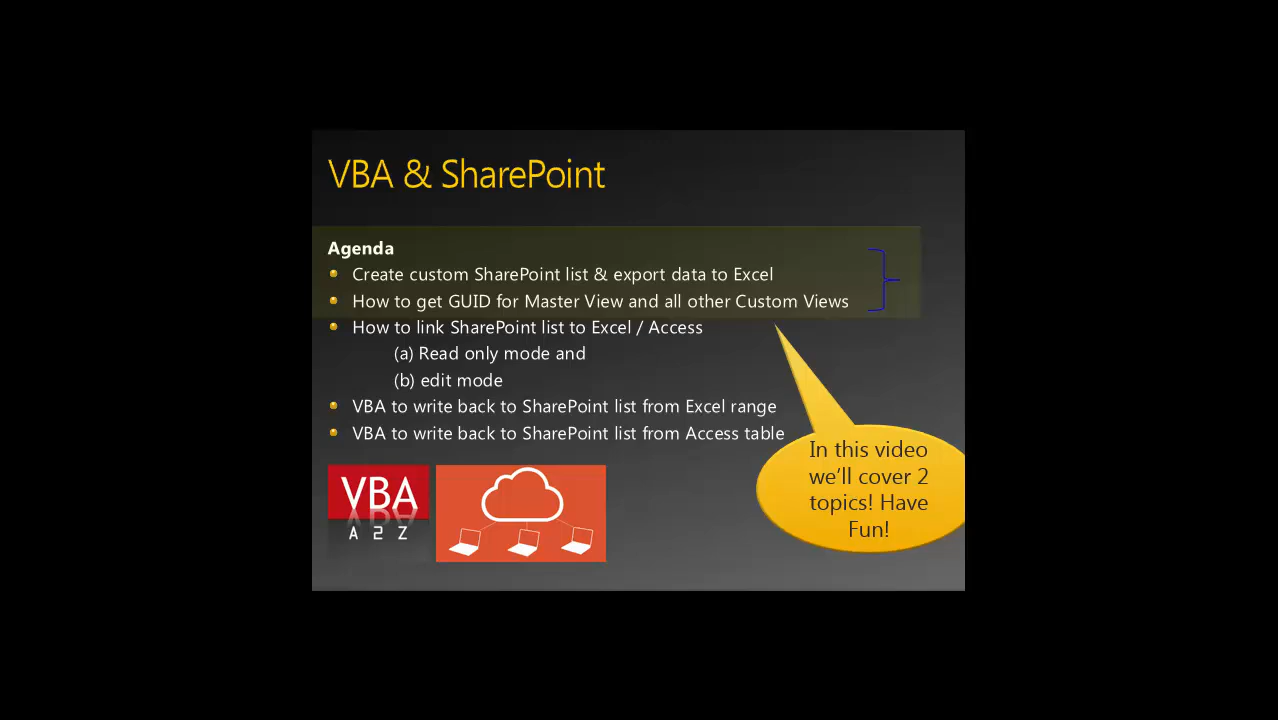 VBA & SharePoint
Agenda
Create custom SharePoint list & export data to Excel
How to get GUID for Master View and all other Custom Views
How to link SharePoint list to Excel / Access
(a) Read only mode and
(b) edit mode
VBA to write back to SharePoint list from Excel range
VBA to write back to SharePoint list from Access table
In this video
we'll cover 2
topics! Have
Fun!
VBA
A 2 Z